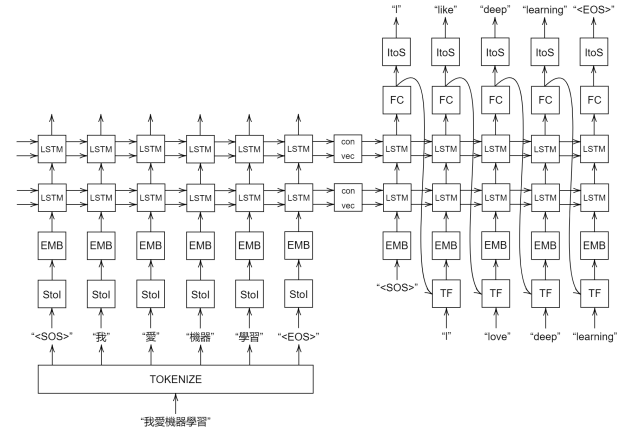 “I” “like” “deep” “learning” “<EOS>”
ItoS ItoS ItoS ItoS ItoS
FC FC FC FC FC
LSTM LSTM LSTM LSTM LSTM LSTM con vec LSTM LSTM LSTM LSTM LSTM
LSTM LSTM LSTM LSTM LSTM LSTM con vec LSTM LSTM LSTM LSTM LSTM
EMB EMB EMB EMB EMB EMB EMB EMB EMB EMB EMB
StoI StoI StoI StoI StoI StoI “<SOS>” TF TF TF TF
“<SOS>” “我” “愛” “機器” “學習” “<EOS>” “I” “love” “deep” “learning”
TOKENIZE
“我愛機器學習”